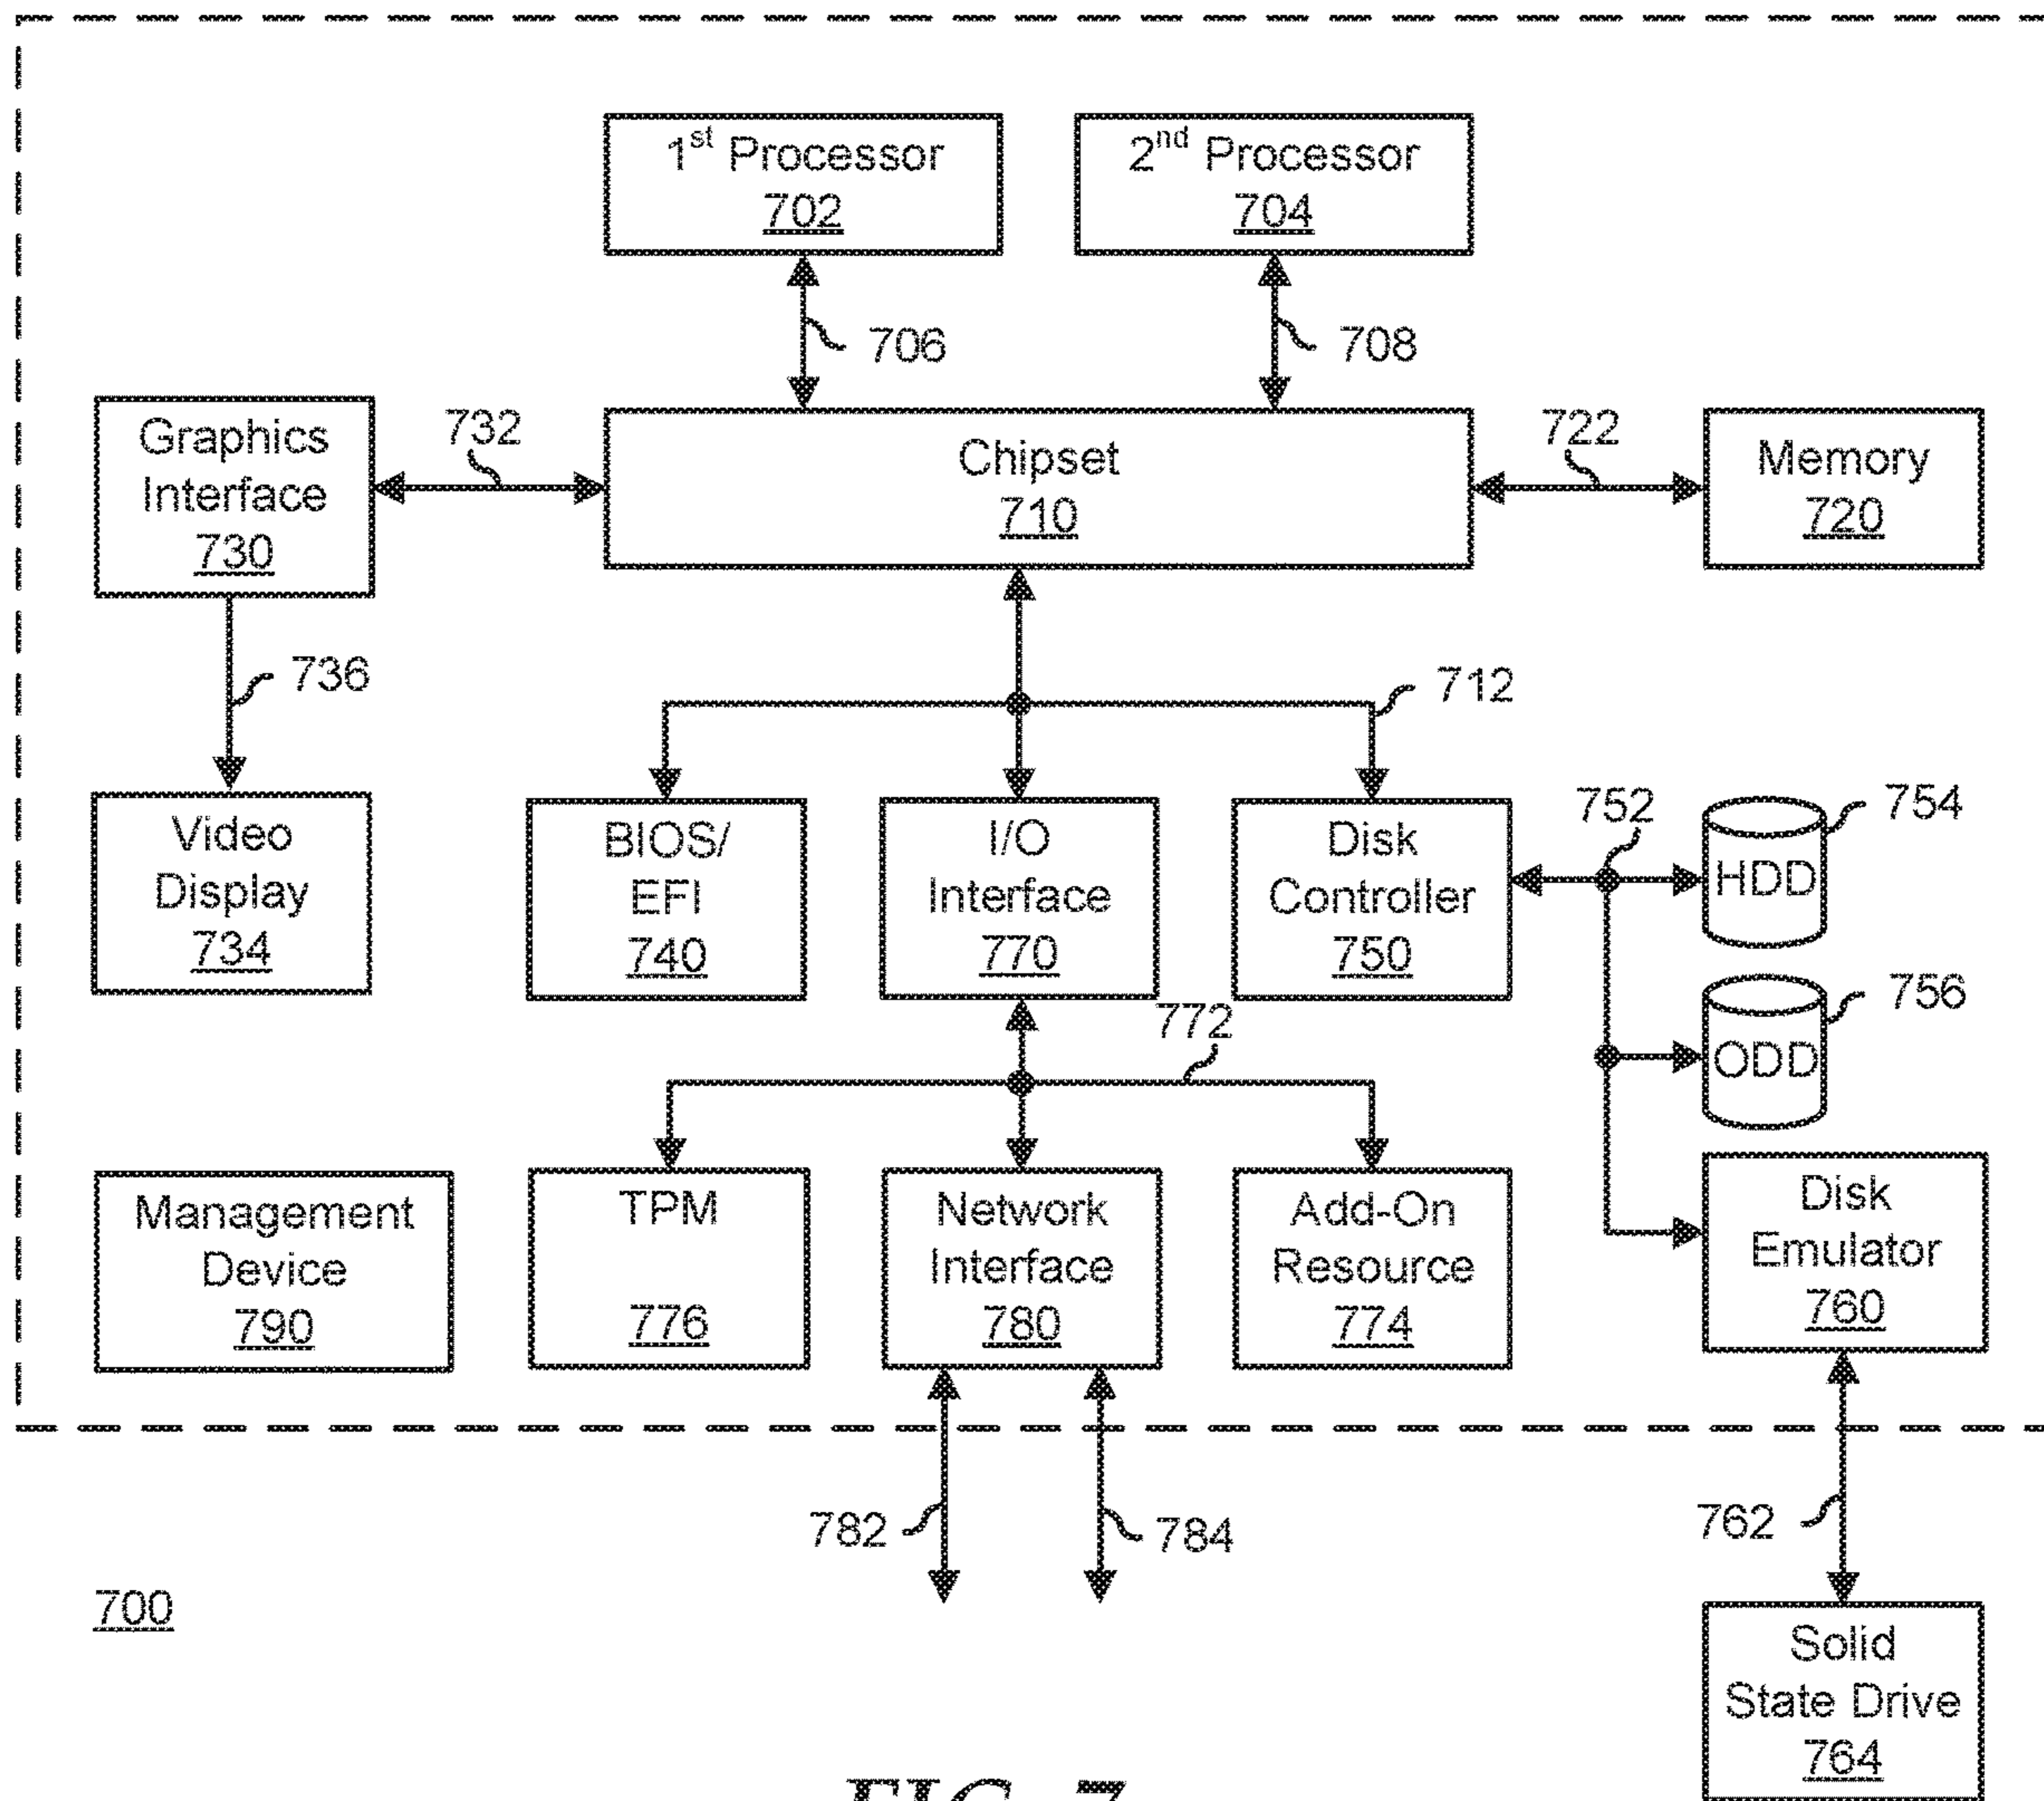 1st Processor
702
2nd Processor
704
706
708
Graphics
Interface
730
732
Chipset
710
722
Memory
720
736
712
Video
Display
734
BIOS/
EFI
740
I/O
Interface
770
Disk
Controller
750
752
754
HDD
756
ODD
772
Management
Device
790
TPM
776
Network
Interface
780
Add-On
Resource
774
Disk
Emulator
760
782
784
762
700
Solid
State Drive
764
FIG. 7